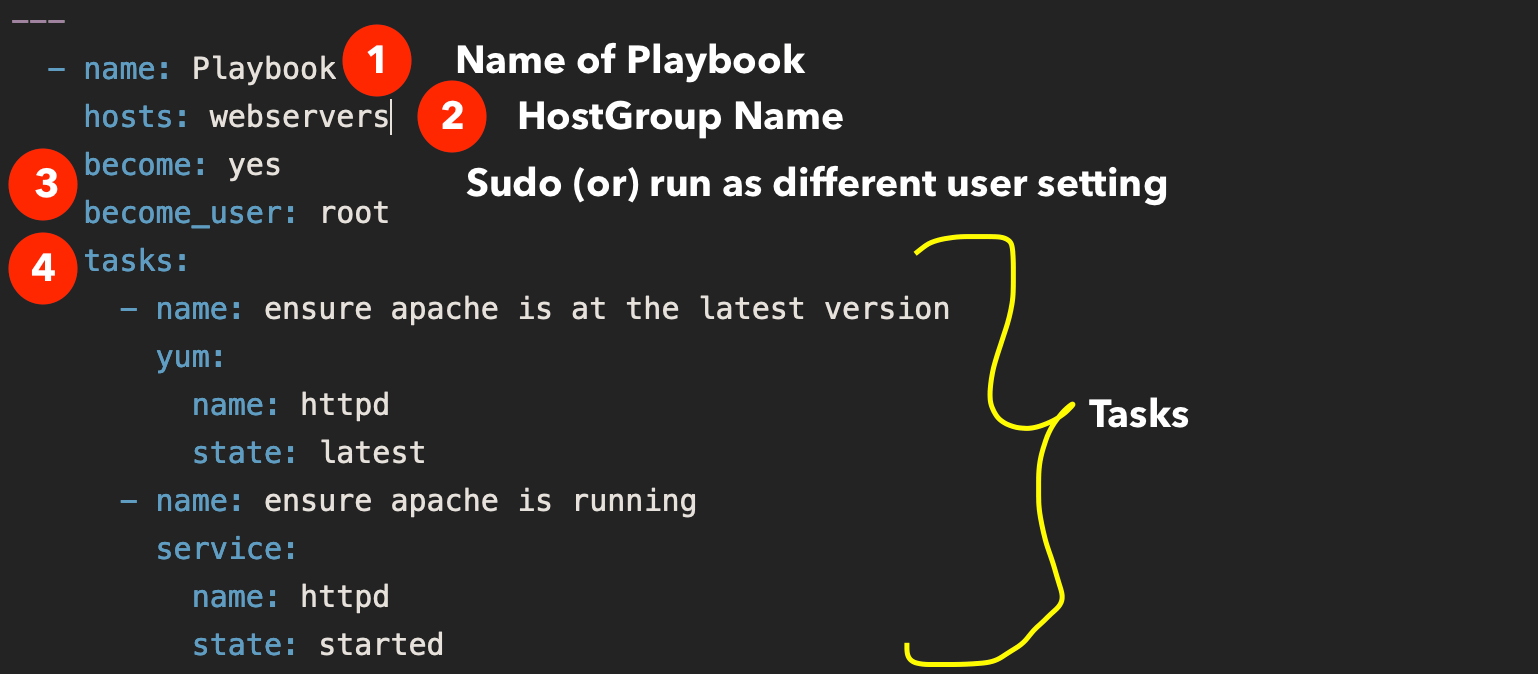 ---
- name: Playbook 1 Name of Playbook
hosts: webservers 2 HostGroup Name
3 become: yes Sudo (or) run as different user setting
become_user: root
4 tasks:
- name: ensure apache is at the latest version
yum:
name: httpd
state: latest
Tasks
- name: ensure apache is running
service:
name: httpd
state: started